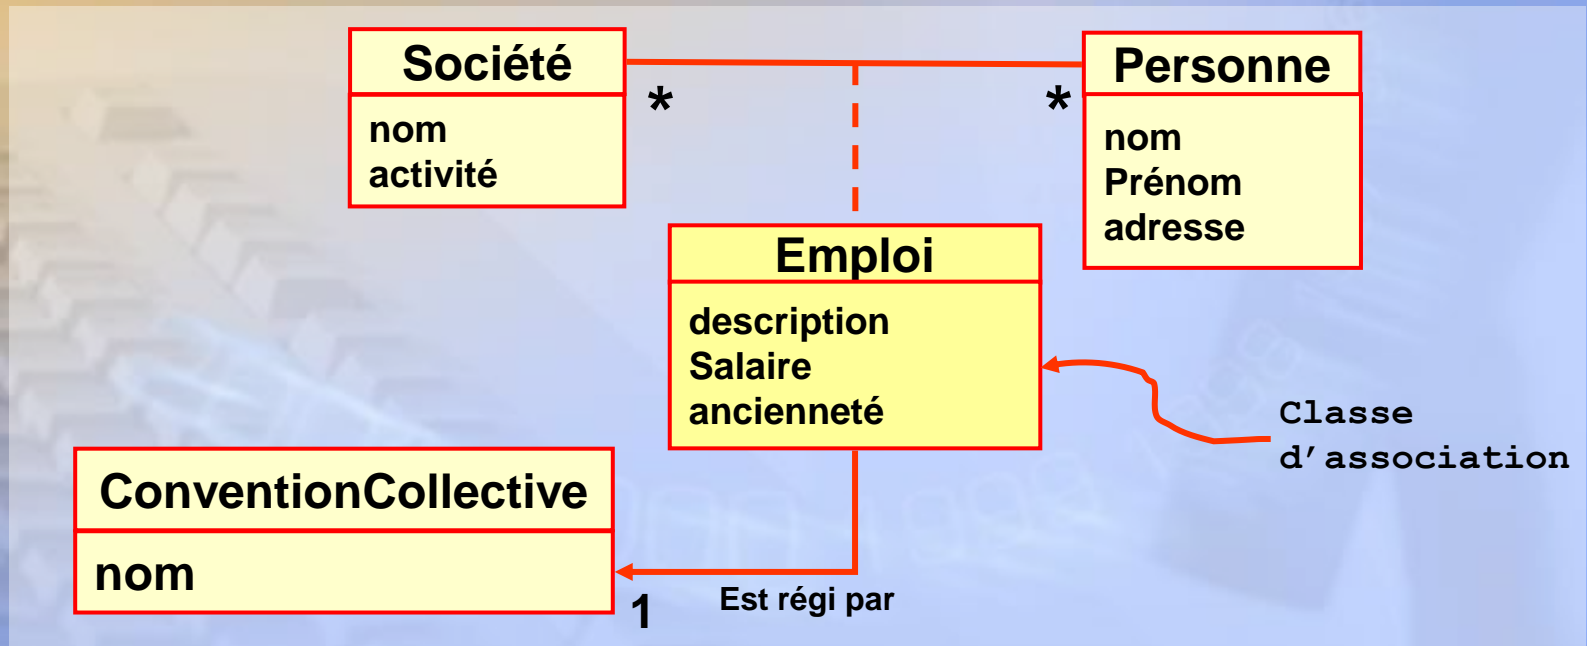 Société
nom
activité
*
*
Personne
nom
Prénom
adresse
Emploi
description
Salaire
ancienneté
Classe
d’association
ConventionCollective
nom
1
Est régi par